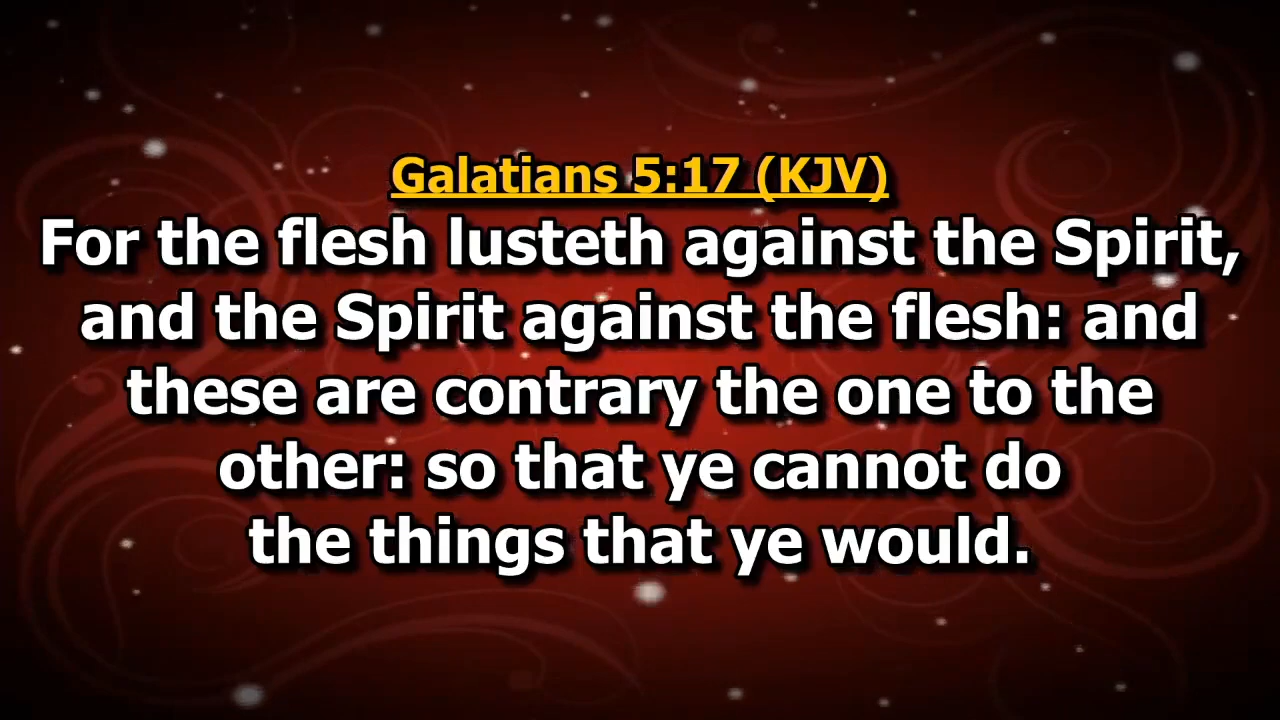 Galatians 5:17 (KJV)
For the flesh lusteth against the Spirit,
and the Spirit against the flesh: and
these are contrary the one to the
other: so that ye cannot do
the things that ye would.